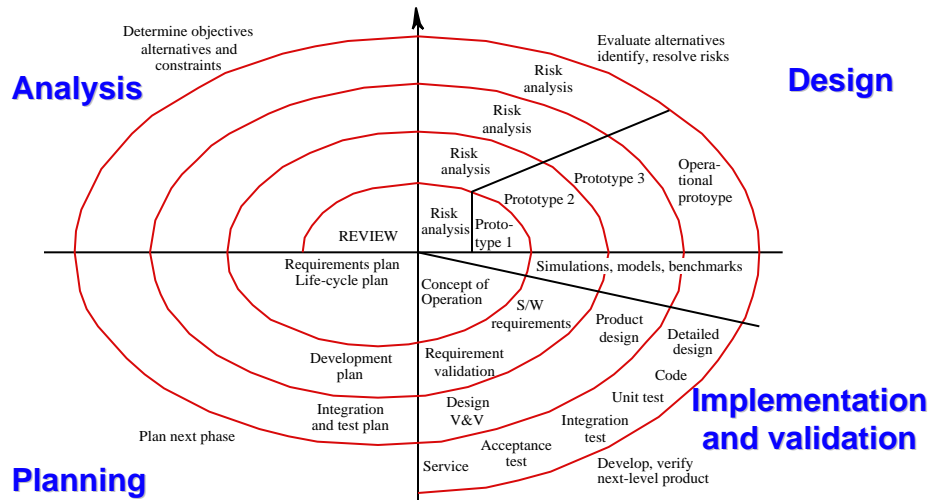 Determine objectives
alternatives and
constraints
Analysis
Evaluate alternatives
identify, resolve risks
Design
Risk
analysis
Risk
analysis
Risk
analysis
Risk
analysis
Proto-
type 1
Prototype 2
Prototype 3
Opera-
tional
protoype
REVIEW
Requirements plan
Life-cycle plan
Concept of
Operation
Simulations, models, benchmarks
S/W
requirements
Product
design
Detailed
design
Development
plan
Requirement
validation
Code
Unit test
Integration
and test plan
Design
V&V
Integration
test
Acceptance
test
Service
Plan next phase
Implementation
and validation
Develop, verify
next-level product
Planning